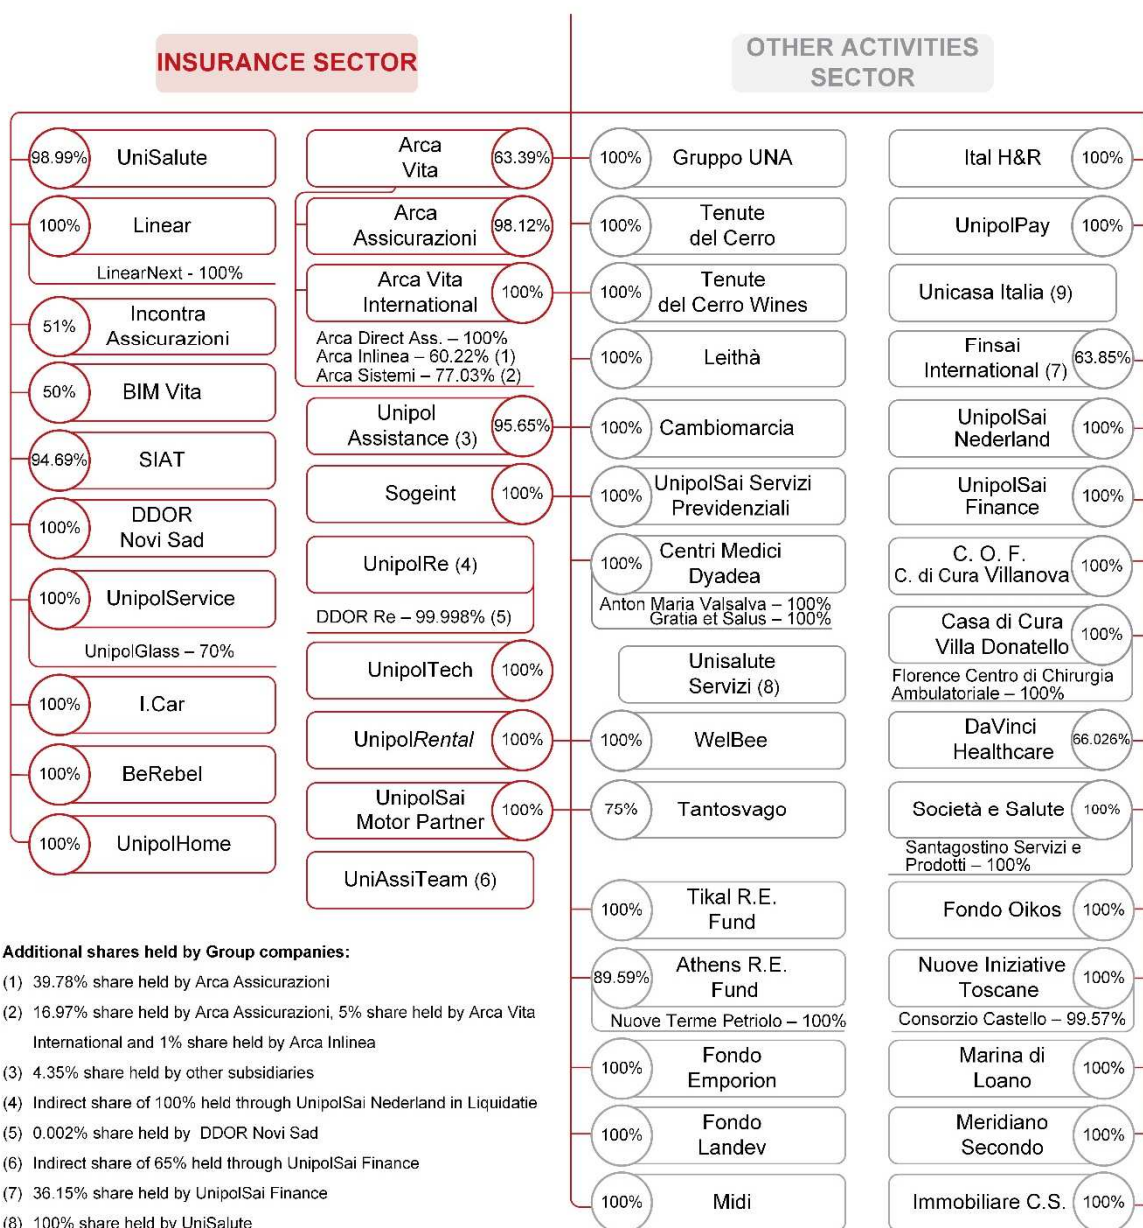 INSURANCE SECTOR
98.99%
UniSalute
100%
Linear
LinearNext - 100%
51%
Incontra
Assicurazioni
50%
BIM Vita
94.69%
SIAT
100%
DDOR
Novi Sad
100%
UnipolService
UnipolGlass – 70%
100%
I.Car
100%
BeRebel
100%
UnipolHome
Arca
Vita
63.39%
Arca
Assicurazioni
98.12%
Arca Vita
International
100%
Arca Direct Ass. – 100%
Arca Inlinea – 60.22% (1)
Arca Sistemi – 77.03% (2)
Unipol
Assistance (3)
95.65%
Sogeint
100%
UnipolRe (4)
DDOR Re – 99.998% (5)
UnipolTech
100%
UnipolRental
100%
UnipolSai
Motor Partner
100%
UniAssiTeam (6)
OTHER ACTIVITIES
SECTOR
100%
Gruppo UNA
100%
Tenute
del Cerro
100%
Tenute
del Cerro Wines
100%
Leithà
100%
Cambiomarcia
100%
UnipolSai Servizi
Previdenziali
100%
Centri Medici
Dyadea
Anton Maria Valsalva – 100%
Gratia et Salus – 100%
Unisalute
Servizi (8)
100%
WelBee
75%
Tantosvago
100%
Tikal R.E.
Fund
89.59%
Athens R.E.
Fund
Nuove Terme Petriolo – 100%
100%
Fondo
Emporion
100%
Fondo
Landev
100%
Midi
Ital H&R
100%
UnipolPay
100%
Unicasa Italia (9)
Finsai
International (7)
63.85%
UnipolSai
Nederland
100%
UnipolSai
Finance
100%
C. O. F.
C. di Cura Villanova
100%
Casa di Cura
Villa Donatello
100%
Florence Centro di Chirurgia
Ambulatoriale – 100%
DaVinci
Healthcare
66.026%
Società e Salute
100%
Santagostino Servizi e
Prodotti – 100%
Fondo Oikos
100%
Nuove Iniziative
Toscane
100%
Consorzio Castello – 99.57%
Marina di
Loano
100%
Meridiano
Secondo
100%
Immobiliare C.S.
100%
Additional shares held by Group companies:
(1) 39.78% share held by Arca Assicurazioni
(2) 16.97% share held by Arca Assicurazioni, 5% share held by Arca Vita
International and 1% share held by Arca Inlinea
(3) 4.35% share held by other subsidiaries
(4) Indirect share of 100% held through UnipolSai Nederland in Liquidatie
(5) 0.002% share held by DDOR Novi Sad
(6) Indirect share of 65% held through UnipolSai Finance
(7) 36.15% share held by UnipolSai Finance
(8) 100% share held by UniSalute